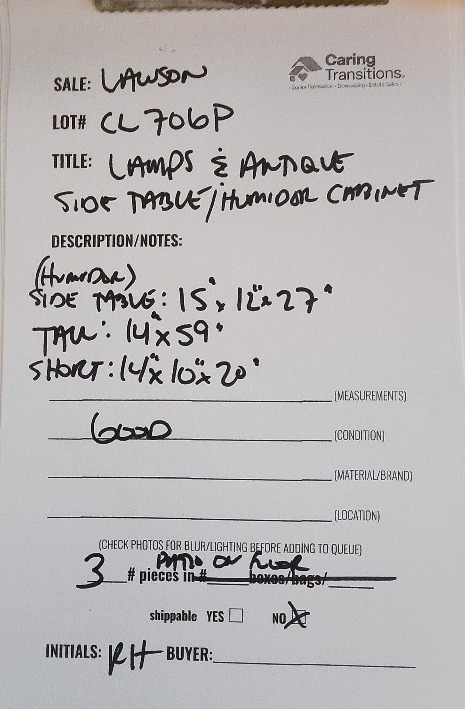 Caring
Transitions®
SALE: LAWSON
LOT# CL706P
TITLE: LAMPS & ANTIQUE
SIDE TABLE/HUMIDOR CABINET
DESCRIPTION/NOTES:
(HUMIDOR)
SIDE TABLE: 15" x 12" x 27"
TALL: 14" x 59"
SHORT: 14" x 10" x 20"
(MEASUREMENTS)
GOOD (CONDITION)
(MATERIAL/BRAND)
(LOCATION)
(CHECK PHOTOS FOR BLUR/LIGHTING BEFORE ADDING TO QUEUE)
PATIO ON FLOOR
3 # pieces in # boxes/bags/
shippable YES NO X
INITIALS: RH BUYER: